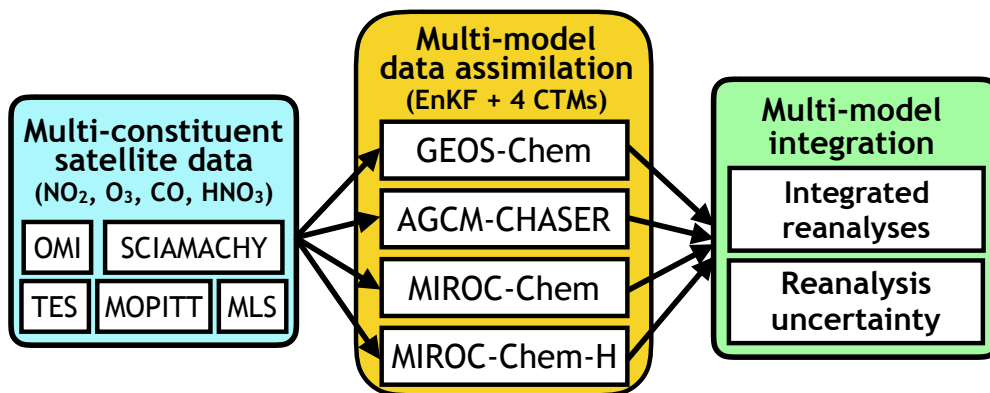 Multi-constituent
satellite data
(NO₂, O₃, CO, HNO₃)
OMI
SCIAMACHY
TES
MOPITT
MLS
Multi-model
data assimilation
(EnKF + 4 CTMs)
GEOS-Chem
AGCM-CHASER
MIROC-Chem
MIROC-Chem-H
Multi-model
integration
Integrated
reanalyses
Reanalysis
uncertainty